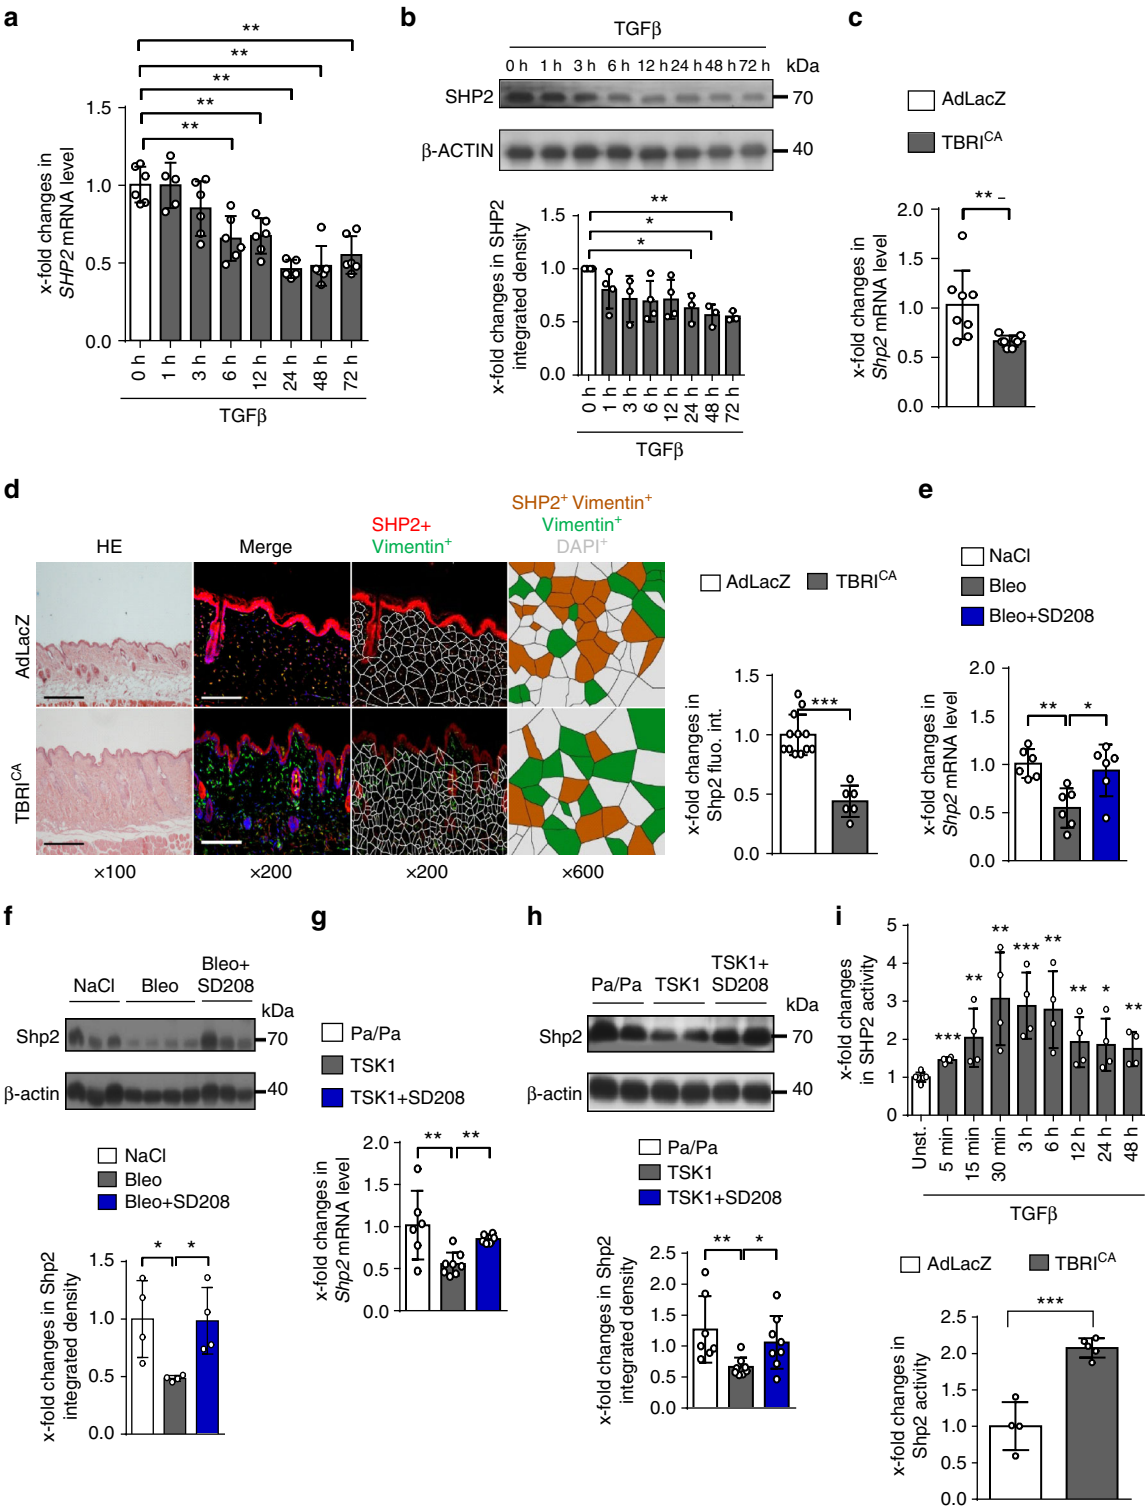 a
**
**
**
**
**
x-fold changes in
SHP2 mRNA level
1.5
1.0
0.5
0.0
0 h
1 h
3 h
6 h
12 h
24 h
48 h
72 h
TGFβ
b
TGFβ
0 h 1 h 3 h 6 h 12 h 24 h 48 h 72 h kDa
SHP2
70
β-ACTIN
40
x-fold changes in SHP2
integrated density
1.5
1.0
0.5
0.0
**
*
*
0 h
1 h
3 h
6 h
12 h
24 h
48 h
72 h
TGFβ
c
AdLacZ
TBRI^CA
x-fold changes in
Shp2 mRNA level
2.0
1.5
1.0
0.5
0.0
**
d
HE
Merge
SHP2+
Vimentin+
SHP2+ Vimentin+
Vimentin+
DAPI+
AdLacZ
TBRI^CA
×100
×200
×200
×600
AdLacZ
TBRI^CA
x-fold changes in
Shp2 fluo. int.
1.5
1.0
0.5
0.0
***
e
NaCl
Bleo
Bleo+SD208
x-fold changes in
Shp2 mRNA level
2.0
1.5
1.0
0.5
0.0
**
*
f
NaCl
Bleo
Bleo+
SD208
kDa
Shp2
70
β-actin
40
NaCl
Bleo
Bleo+SD208
x-fold changes in Shp2
integrated density
1.5
1.0
0.5
0.0
*
*
g
Pa/Pa
TSK1
TSK1+SD208
x-fold changes in
Shp2 mRNA level
2.0
1.5
1.0
0.5
0.0
**
**
h
Pa/Pa
TSK1
TSK1+
SD208
kDa
Shp2
70
β-actin
40
Pa/Pa
TSK1
TSK1+SD208
x-fold changes in Shp2
integrated density
2.5
2.0
1.5
1.0
0.5
0.0
**
*
i
x-fold changes
in SHP2 activity
5
4
3
2
1
0
***
**
**
***
**
**
*
**
Unst.
5 min
15 min
30 min
3 h
6 h
12 h
24 h
48 h
TGFβ
AdLacZ
TBRI^CA
x-fold changes in
Shp2 activity
2.5
2.0
1.5
1.0
0.5
0.0
***